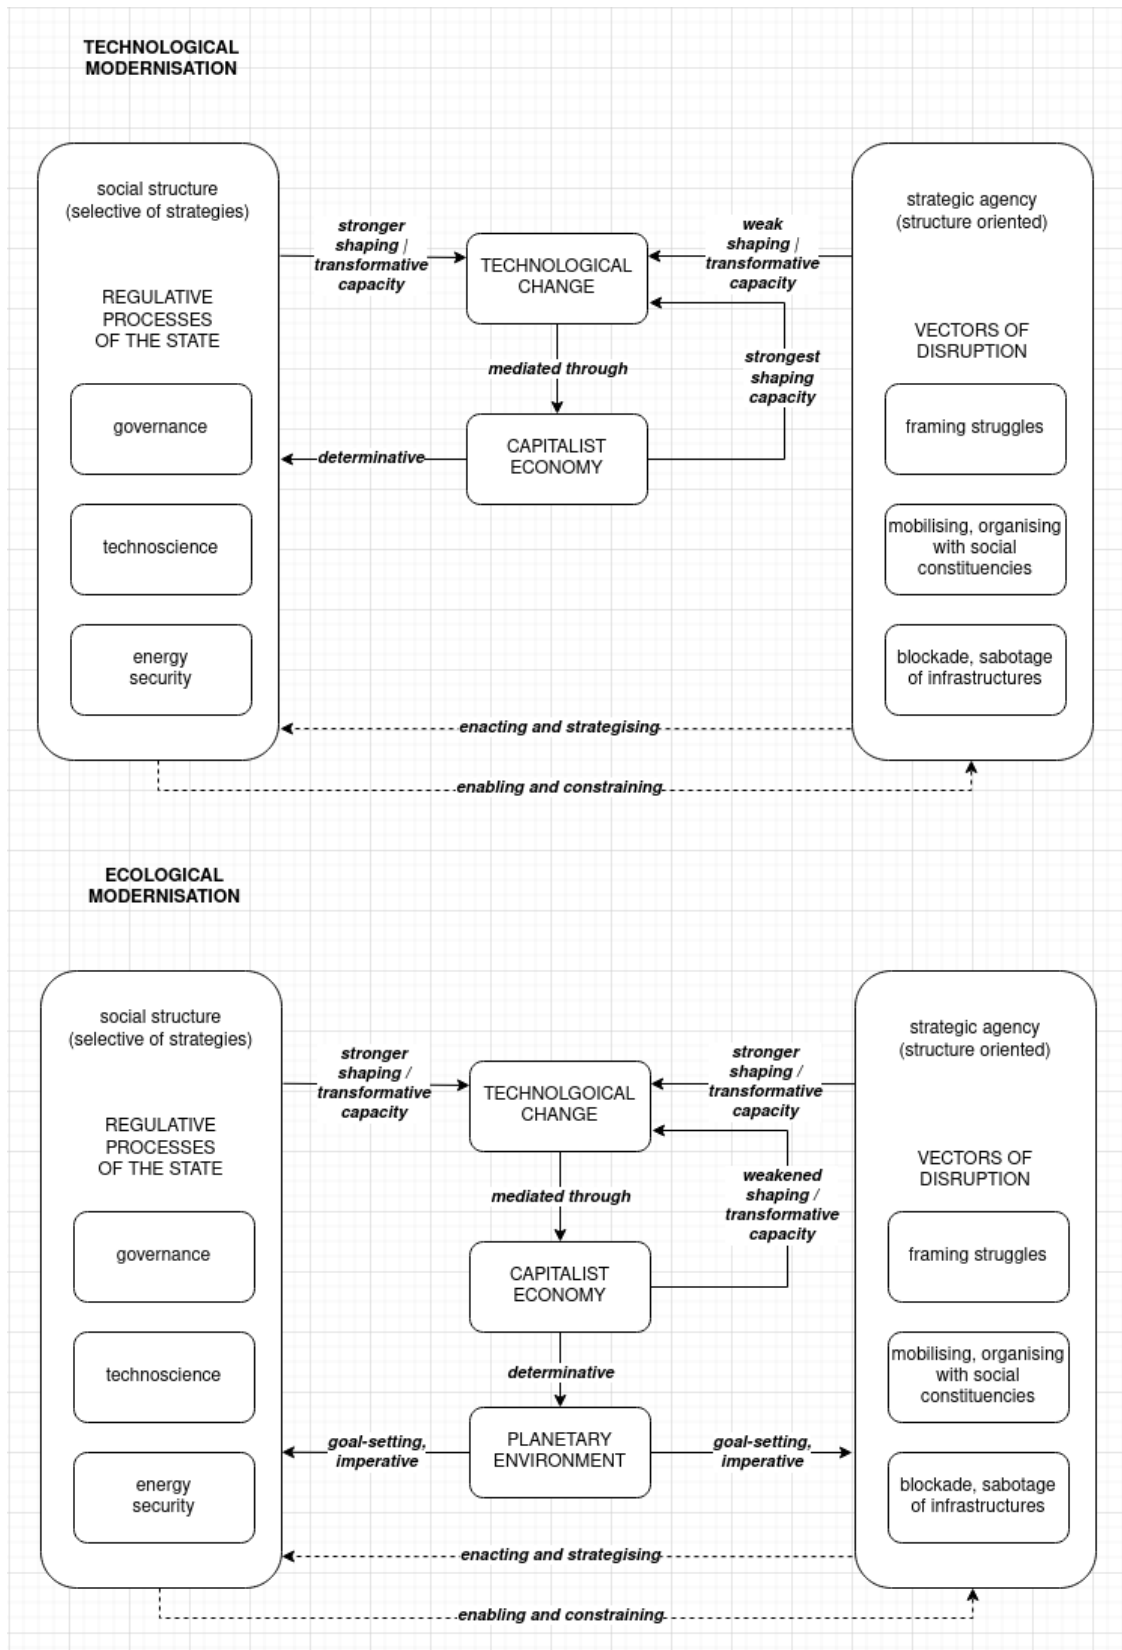 TECHNOLOGICAL
MODERNISATION
social structure
(selective of strategies)
REGULATIVE
PROCESSES
OF THE STATE
governance
technoscience
energy
security
stronger
shaping |
transformative
capacity
TECHNOLOGICAL
CHANGE
mediated through
CAPITALIST
ECONOMY
determinative
weak
shaping |
transformative
capacity
strongest
shaping
capacity
strategic agency
(structure oriented)
VECTORS OF
DISRUPTION
framing struggles
mobilising, organising
with social
constituencies
blockade, sabotage
of infrastructures
enacting and strategising
enabling and constraining
ECOLOGICAL
MODERNISATION
social structure
(selective of strategies)
REGULATIVE
PROCESSES
OF THE STATE
governance
technoscience
energy
security
stronger
shaping /
transformative
capacity
TECHNOLGOICAL
CHANGE
mediated through
CAPITALIST
ECONOMY
determinative
PLANETARY
ENVIRONMENT
goal-setting,
imperative
goal-setting,
imperative
stronger
shaping /
transformative
capacity
weakened
shaping /
transformative
capacity
strategic agency
(structure oriented)
VECTORS OF
DISRUPTION
framing struggles
mobilising, organising
with social
constituencies
blockade, sabotage
of infrastructures
enacting and strategising
enabling and constraining